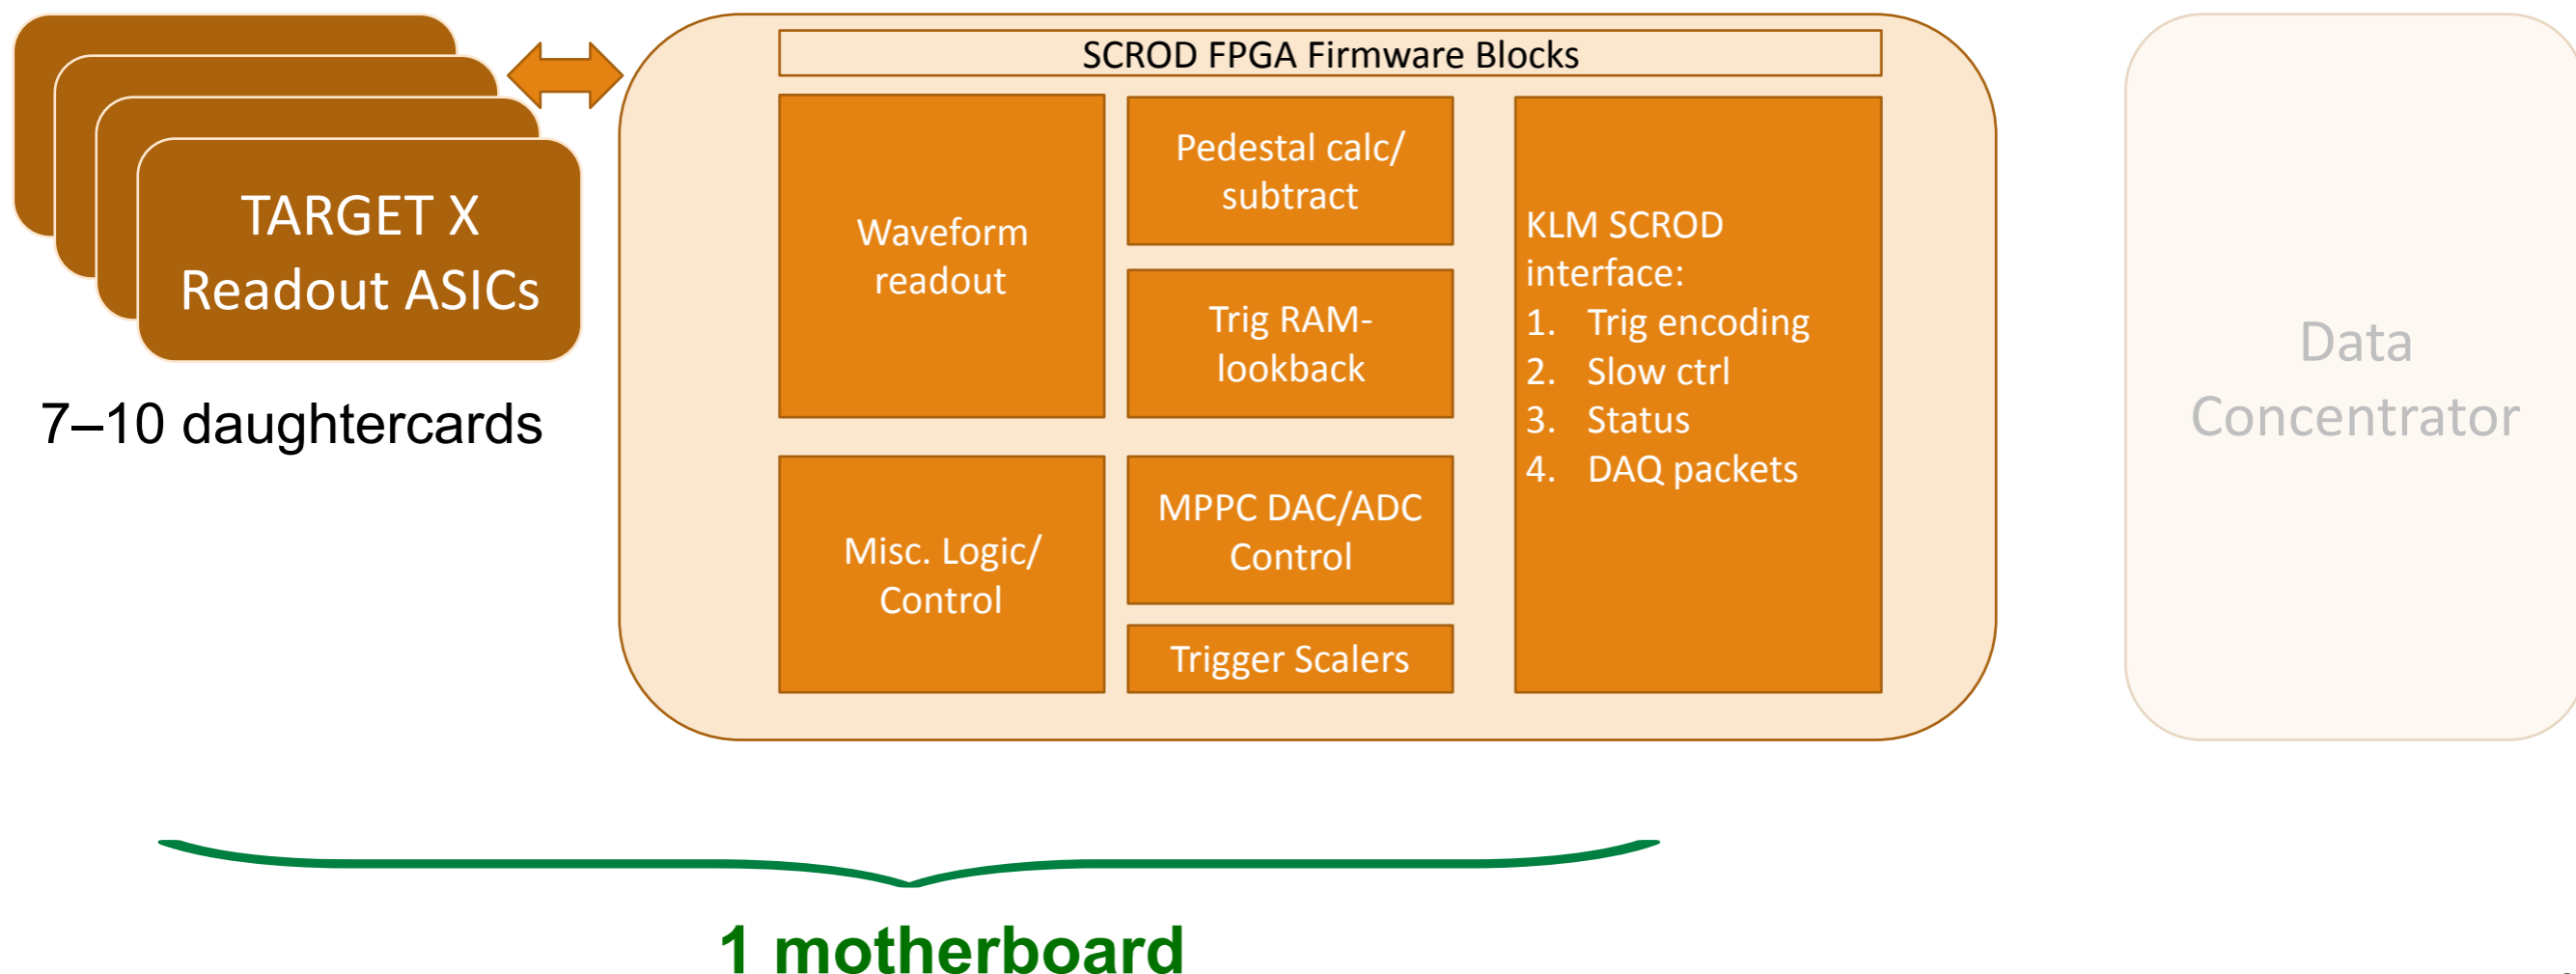 SCROD FPGA Firmware Blocks
TARGET X
Readout ASICs
7–10 daughtercards
Waveform
readout
Pedestal calc/
subtract
Trig RAM-
lookback
Misc. Logic/
Control
MPPC DAC/ADC
Control
Trigger Scalers
KLM SCROD
interface:
1. Trig encoding
2. Slow ctrl
3. Status
4. DAQ packets
Data
Concentrator
1 motherboard